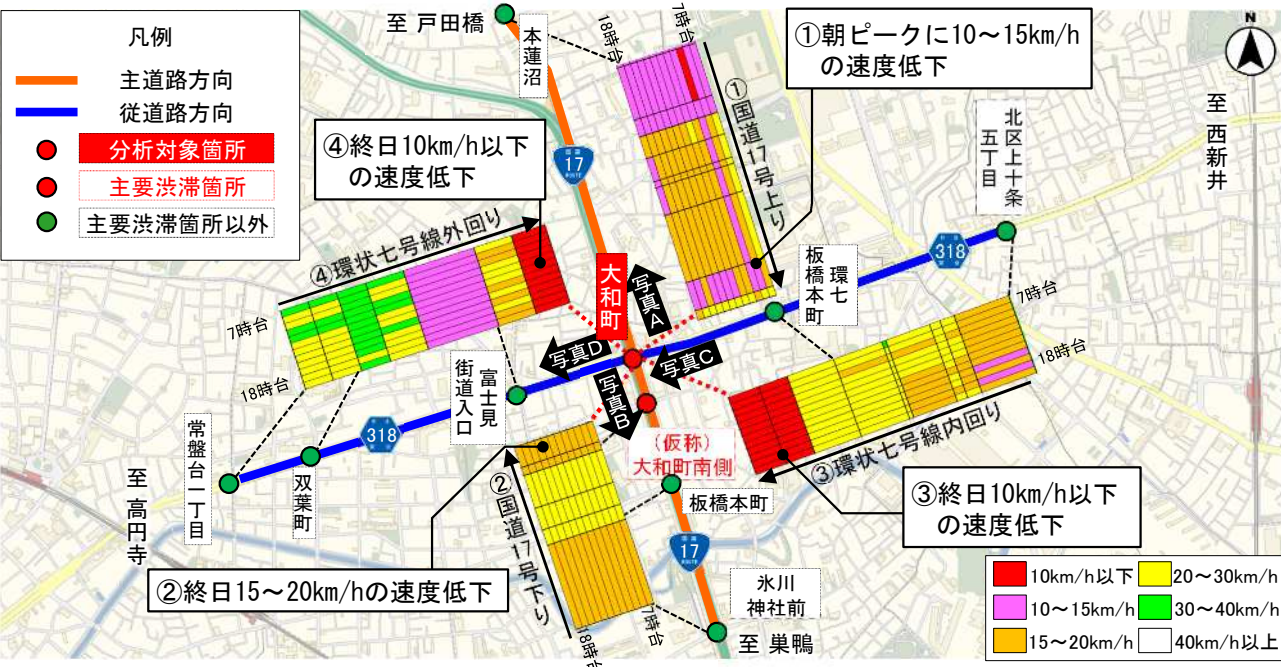 凡例
主道路方向
従道路方向
分析対象箇所
主要渋滞箇所
主要渋滞箇所以外
至 戸田橋
本蓮沼
18時台
7時台
①国道17号上り
①朝ピークに10～15km/h
の速度低下
N
至 西新井
北区上十条
五丁目
国道
17
④終日10km/h以下
の速度低下
④環状七号線外回り
7時台
18時台
大和町
写真A
写真D
写真C
写真B
環七
板橋本町
318
7時台
18時台
富士見
街道入口
318
常盤台一丁目
双葉町
至 高円寺
(仮称)
大和町南側
板橋本町
③環状七号線内回り
③終日10km/h以下
の速度低下
②国道17号下り
②終日15～20km/hの速度低下
7時台
18時台
国道
17
氷川
神社前
至 巣鴨
10km/h以下
20～30km/h
10～15km/h
30～40km/h
15～20km/h
40km/h以上